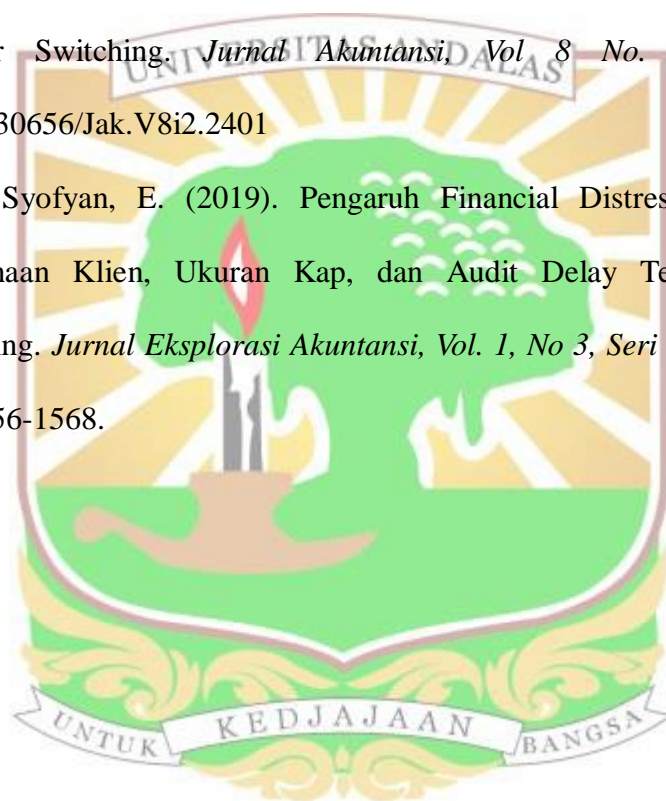 r Switching. Jurnal Akuntansi, Vol 8 No.
UNIVERSITAS ANDALAS
30656/Jak.V8i2.2401
Syofyan, E. (2019). Pengaruh Financial Distres
naan Klien, Ukuran Kap, dan Audit Delay Te
ng. Jurnal Eksplorasi Akuntansi, Vol. 1, No 3, Seri
56-1568.
UNTUK KEDJAJAAN BANGSA